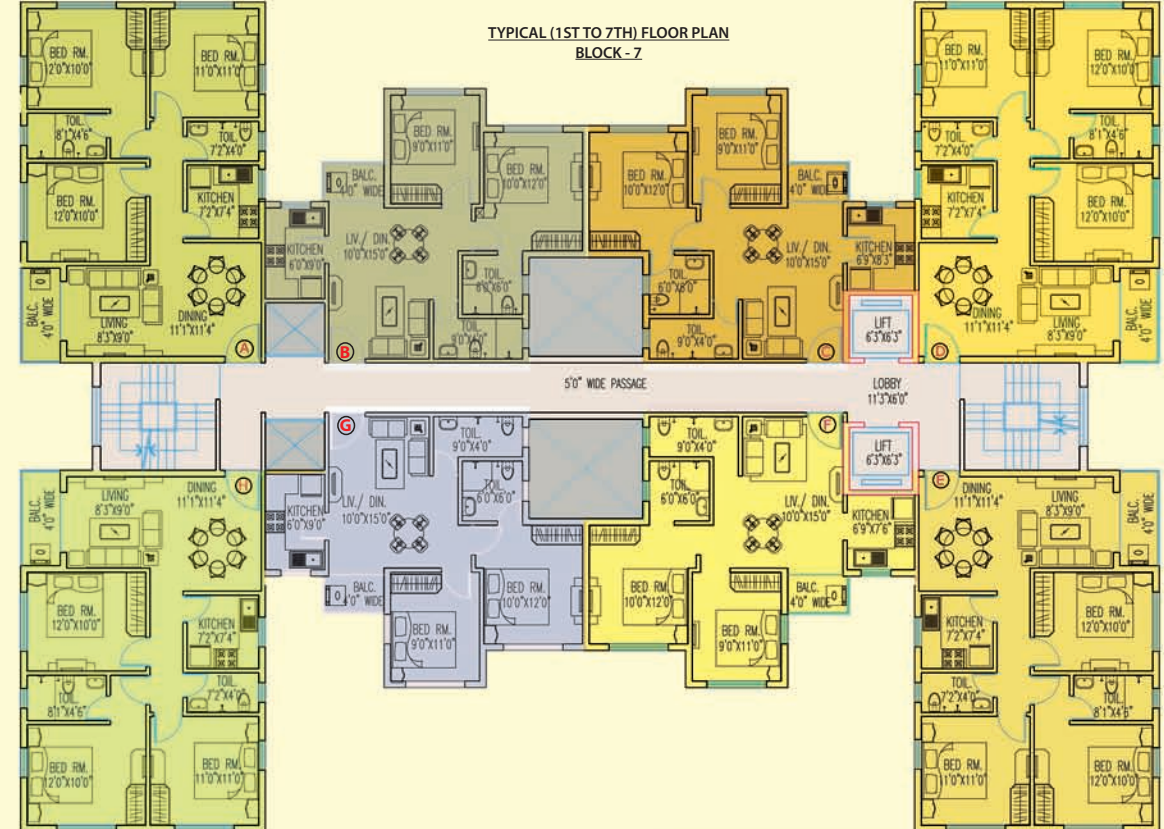 TYPICAL (1ST TO 7TH) FLOOR PLAN
BLOCK - 7
BED RM.
12'0"X10'0"
BED RM.
11'0"X11'0"
TOIL.
8'1"X4'6"
TOIL.
7'2"X4'0"
BED RM.
12'0"X10'0"
KITCHEN
7'2"X7'4"
BALC.
4'0" WIDE
LIVING
8'3"X9'0"
DINING
11'1"X11'4"
A
BED RM.
9'0"X11'0"
BED RM.
10'0"X12'0"
BALC.
4'0" WIDE
KITCHEN
6'0"X9'0"
LIV./ DIN.
10'0"X15'0"
TOIL.
TOIL.
B
BED RM.
9'0"X11'0"
BED RM.
10'0"X12'0"
BALC.
4'0" WIDE
LIV./ DIN.
10'0"X15'0"
KITCHEN
6'9"X8'3"
TOIL.
6'0"X8'0"
TOIL.
9'0"X4'0"
C
BED RM.
11'0"X11'0"
BED RM.
12'0"X10'0"
TOIL.
7'2"X4'0"
TOIL.
8'1"X4'6"
KITCHEN
7'2"X7'4"
BED RM.
12'0"X10'0"
DINING
11'1"X11'4"
LIVING
8'3"X9'0"
BALC.
4'0" WIDE
D
LIFT
6'3"X6'3"
5'0" WIDE PASSAGE
LOBBY
11'3"X6'0"
LIFT
6'3"X6'3"
H
BALC.
4'0" WIDE
LIVING
8'3"X9'0"
DINING
11'1"X11'4"
BED RM.
12'0"X10'0"
KITCHEN
7'2"X7'4"
TOIL.
8'1"X4'6"
TOIL.
7'2"X4'0"
BED RM.
12'0"X10'0"
BED RM.
11'0"X11'0"
G
TOIL.
9'0"X4'0"
KITCHEN
6'0"X9'0"
LIV./ DIN.
10'0"X15'0"
TOIL.
6'0"X6'0"
BALC.
4'0" WIDE
BED RM.
10'0"X12'0"
BED RM.
9'0"X11'0"
F
TOIL.
9'0"X4'0"
TOIL.
6'0"X6'0"
LIV./ DIN.
10'0"X15'0"
KITCHEN
6'9"X7'6"
BED RM.
10'0"X12'0"
BALC.
4'0" WIDE
BED RM.
9'0"X11'0"
E
DINING
11'1"X11'4"
LIVING
8'3"X9'0"
BALC.
4'0" WIDE
KITCHEN
7'2"X7'4"
BED RM.
12'0"X10'0"
TOIL.
7'2"X4'0"
TOIL.
8'1"X4'6"
BED RM.
11'0"X11'0"
BED RM.
12'0"X10'0"